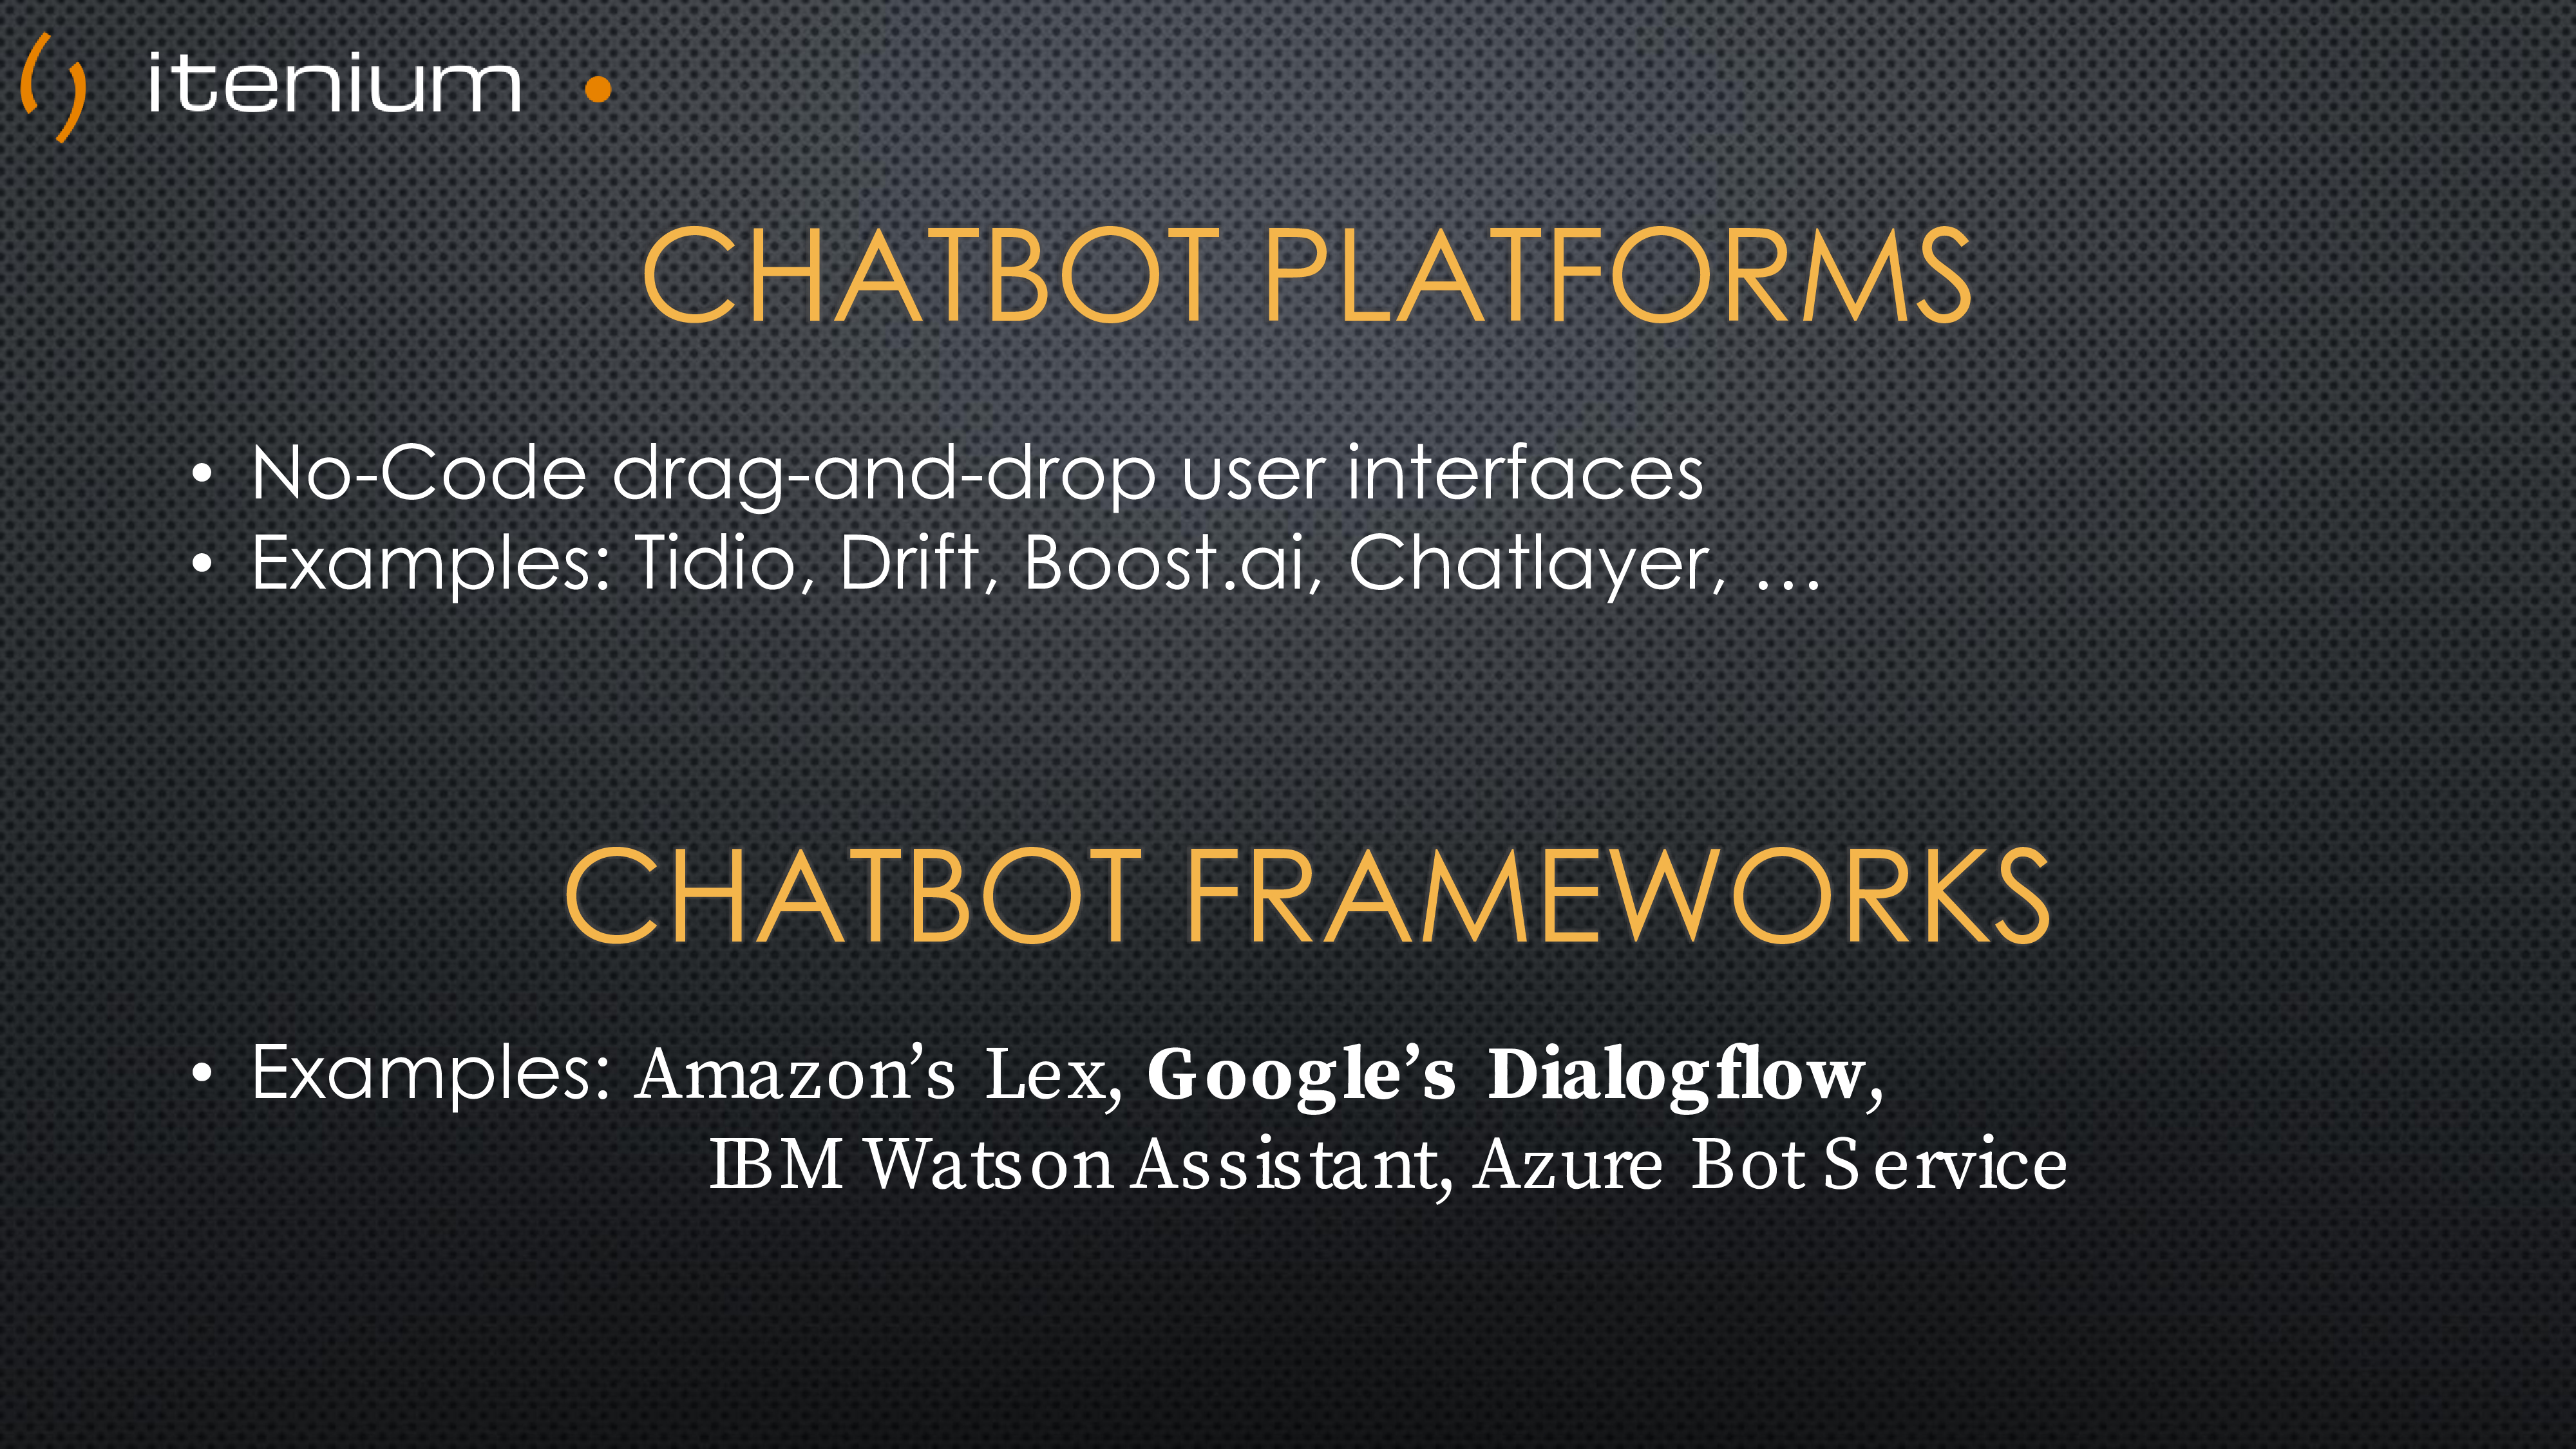 itenium
CHATBOT PLATFORMS
• No-Code drag-and-drop user interfaces
• Examples: Tidio, Drift, Boost.ai, Chatlayer, …
CHATBOT FRAMEWORKS
• Examples: Amazon’s Lex, Google’s Dialogflow,
IBM Watson Assistant, Azure Bot Service